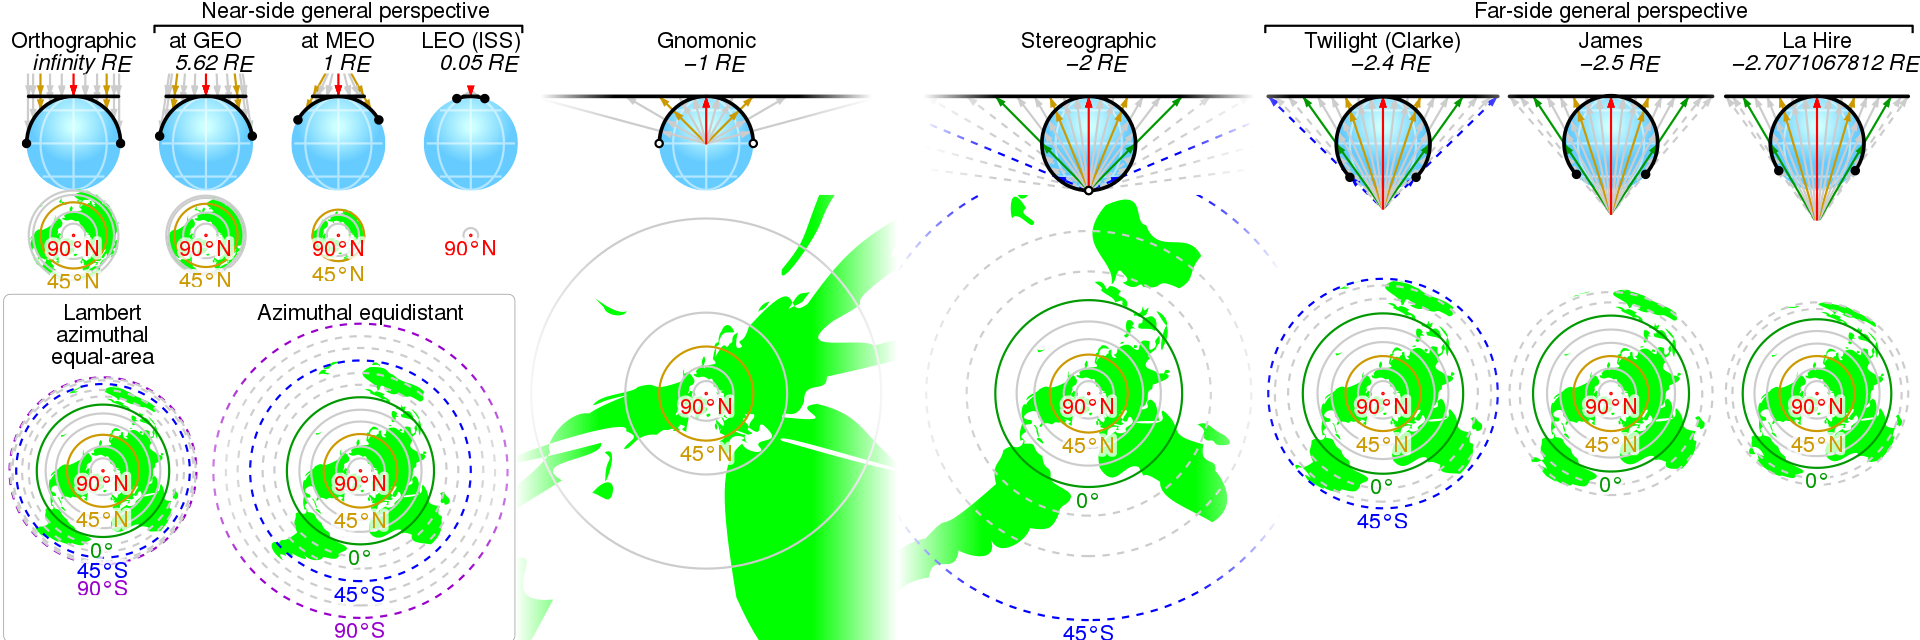 Near-side general perspective
Far-side general perspective
Orthographic
infinity RE
at GEO
5.62 RE
at MEO
1 RE
LEO (ISS)
0.05 RE
Gnomonic
−1 RE
Stereographic
−2 RE
Twilight (Clarke)
−2.4 RE
James
−2.5 RE
La Hire
−2.7071067812 RE
90°N
45°N
90°N
45°N
90°N
45°N
90°N
90°N
45°N
90°N
45°N
0°
45°S
90°N
45°N
0°
45°S
90°N
45°N
0°
90°N
45°N
0°
Lambert
azimuthal
equal-area
90°N
45°N
0°
45°S
90°S
Azimuthal equidistant
90°N
45°N
0°
45°S
90°S